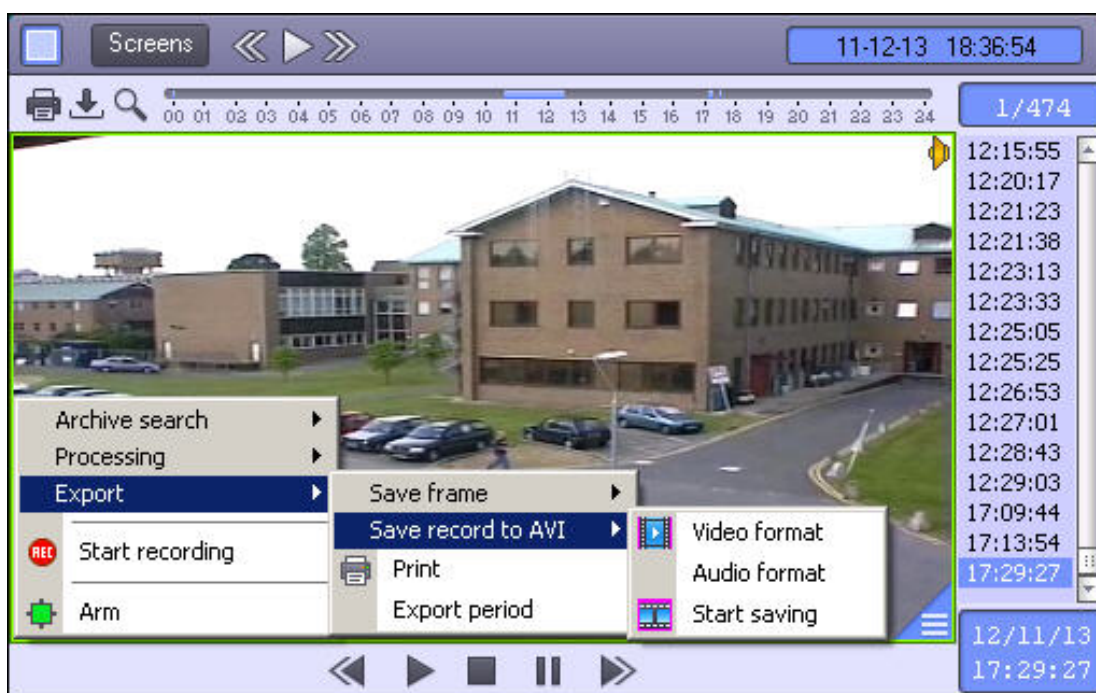 Screens
11-12-13 18:36:54
00 01 02 03 04 05 06 07 08 09 10 11 12 13 14 15 16 17 18 19 20 21 22 23 24
1/474
12:15:55
12:20:17
12:21:23
12:21:38
12:23:13
12:23:33
12:25:05
12:25:25
12:26:53
12:27:01
12:28:43
12:29:03
17:09:44
17:13:54
17:29:27
Archive search
Processing
Export
REC Start recording
Arm
Save frame
Save record to AVI
Print
Export period
Video format
Audio format
Start saving
12/11/13
17:29:27